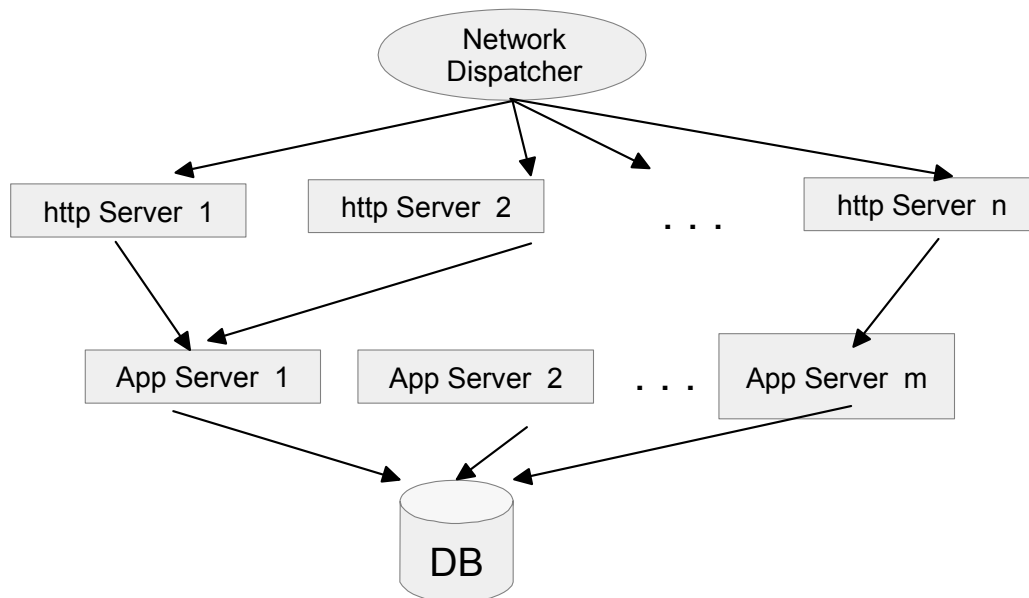 Network
Dispatcher
http Server 1
http Server 2
. . .
http Server n
App Server 1
App Server 2
. . .
App Server m
DB